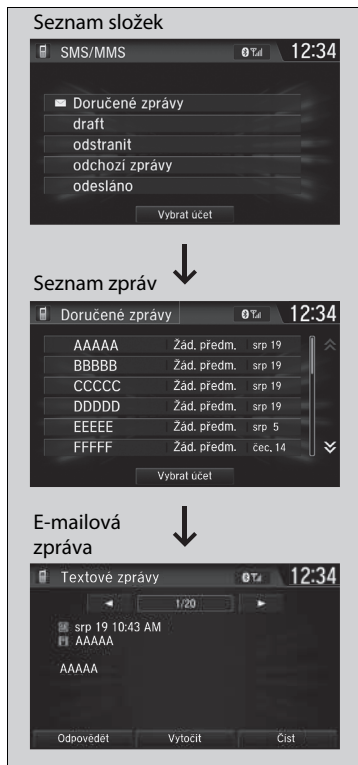 Seznam složek
SMS/MMS 12:34
Doručené zprávy
draft
odstranit
odchozí zprávy
odesláno
Vybrat účet
Seznam zpráv
Doručené zprávy 12:34
AAAAA Žád. předm. srp 19
BBBBB Žád. předm. srp 19
CCCCC Žád. předm. srp 19
DDDDD Žád. předm. srp 19
EEEEE Žád. předm. srp 5
FFFFF Žád. předm. čec. 14
Vybrat účet
E-mailová
zpráva
Textové zprávy 12:34
1/20
srp 19 10:43 AM
AAAAA
AAAAA
Odpovědět Vytočit Číst